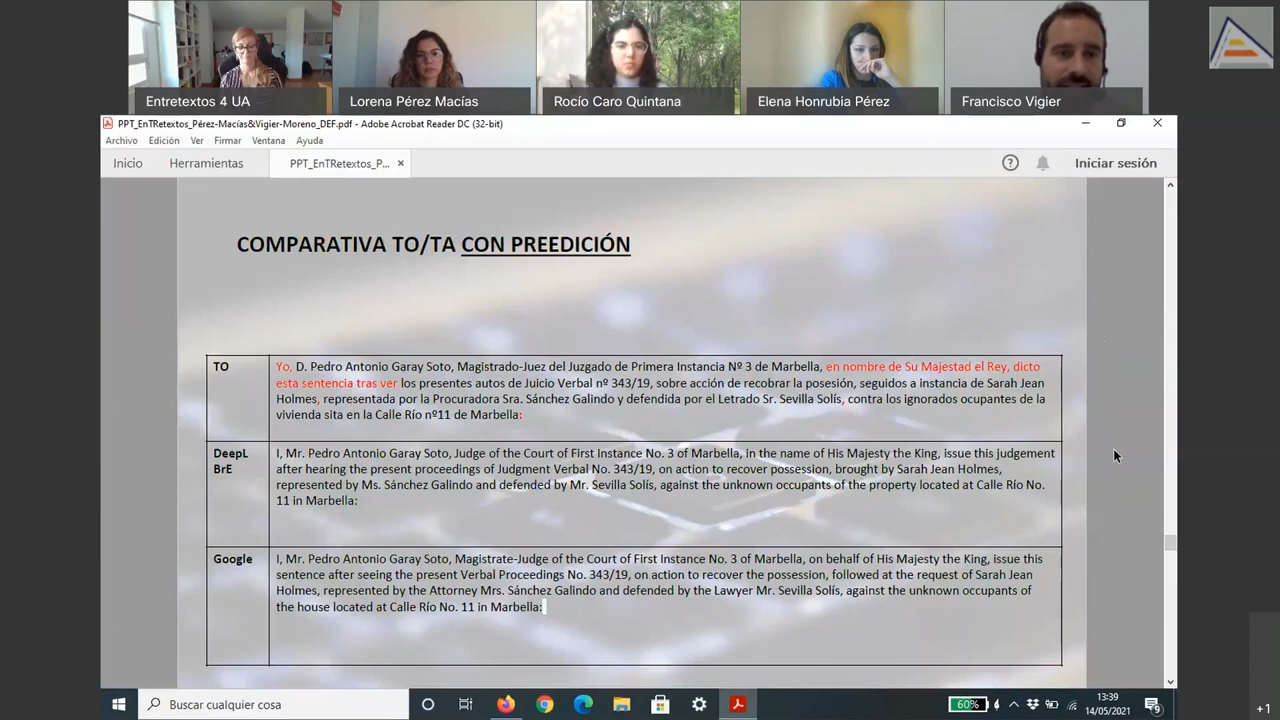 Entretextos 4 UA
Lorena Pérez Macías
Rocío Caro Quintana
Elena Honrubia Pérez
Francisco Vigier
PPT_EnTRetextos_Pérez-Macías&Vigier-Moreno_DEF.pdf - Adobe Acrobat Reader DC (32-bit)
Archivo Edición Ver Firmar Ventana Ayuda
Inicio Herramientas PPT_EnTRetextos_P... × Iniciar sesión
COMPARATIVA TO/TA CON PREEDICIÓN
TO
Yo, D. Pedro Antonio Garay Soto, Magistrado-Juez del Juzgado de Primera Instancia Nº 3 de Marbella, en nombre de Su Majestad el Rey, dicto
esta sentencia tras ver los presentes autos de Juicio Verbal nº 343/19, sobre acción de recobrar la posesión, seguidos a instancia de Sarah Jean
Holmes, representada por la Procuradora Sra. Sánchez Galindo y defendida por el Letrado Sr. Sevilla Solís, contra los ignorados ocupantes de la
vivienda sita en la Calle Río nº11 de Marbella:
DeepL
BrE
I, Mr. Pedro Antonio Garay Soto, Judge of the Court of First Instance No. 3 of Marbella, in the name of His Majesty the King, issue this judgement
after hearing the present proceedings of Judgment Verbal No. 343/19, on action to recover possession, brought by Sarah Jean Holmes,
represented by Ms. Sánchez Galindo and defended by Mr. Sevilla Solís, against the unknown occupants of the property located at Calle Río No.
11 in Marbella:
Google
I, Mr. Pedro Antonio Garay Soto, Magistrate-Judge of the Court of First Instance No. 3 of Marbella, on behalf of His Majesty the King, issue this
sentence after seeing the present Verbal Proceedings No. 343/19, on action to recover the possession, followed at the request of Sarah Jean
Holmes, represented by the Attorney Mrs. Sánchez Galindo and defended by the Lawyer Mr. Sevilla Solís, against the unknown occupants of
the house located at Calle Río No. 11 in Marbella:
Buscar cualquier cosa
60%
13:39
14/05/2021
9
+1